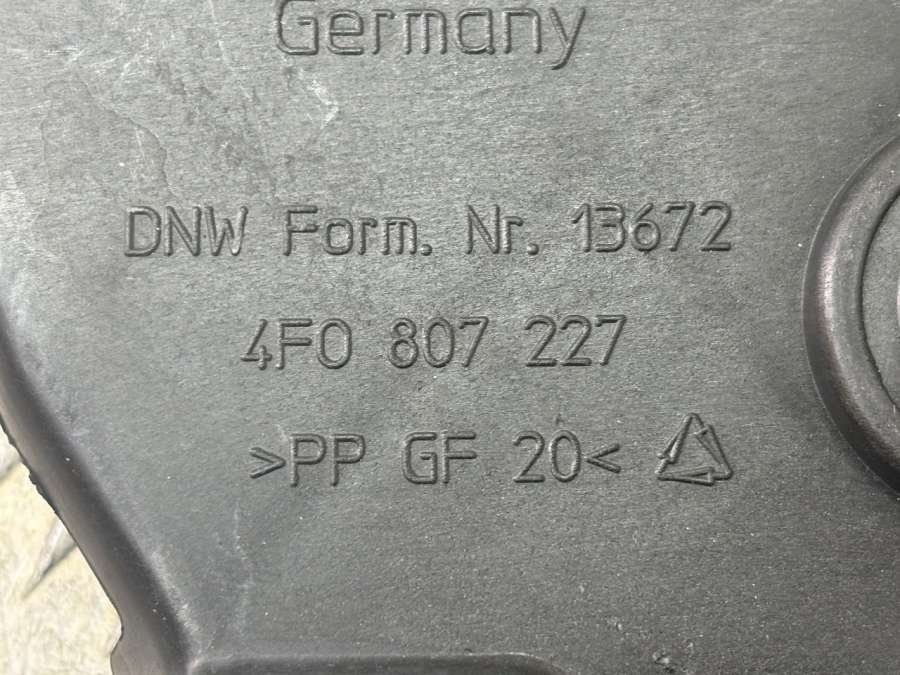 Germany
DNW Form. Nr. 13672
4F0 807 227
>PP GF 20<